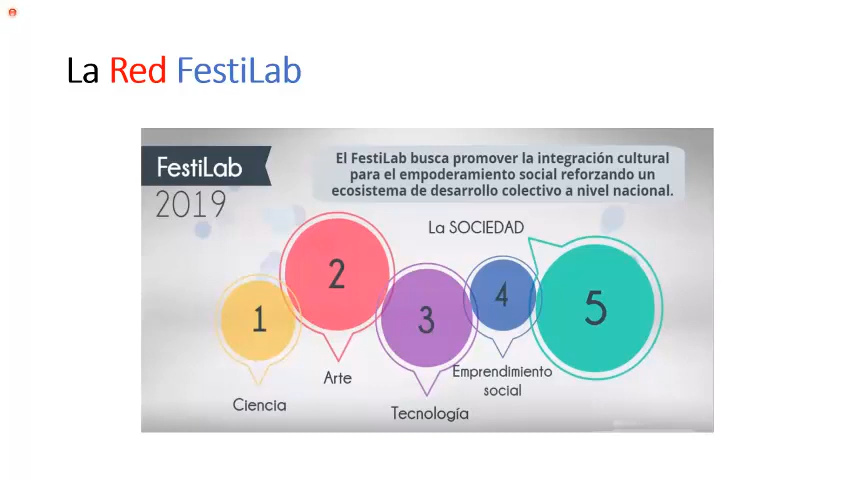 La Red FestiLab
FestiLab
2019
El FestiLab busca promover la integración cultural
para el empoderamiento social reforzando un
ecosistema de desarrollo colectivo a nivel nacional.
La SOCIEDAD
1
2
3
4
5
Ciencia
Arte
Tecnología
Emprendimiento
social